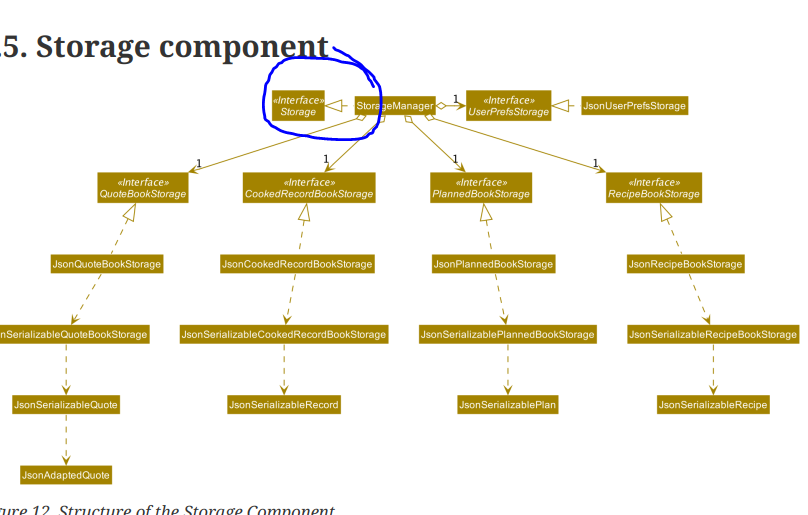 .5. Storage component
«Interface»
Storage
StorageManager
1
«Interface»
UserPrefsStorage
JsonUserPrefsStorage
1
1
1
1
«Interface»
QuoteBookStorage
«Interface»
CookedRecordBookStorage
«Interface»
PlannedBookStorage
«Interface»
RecipeBookStorage
JsonQuoteBookStorage
JsonCookedRecordBookStorage
JsonPlannedBookStorage
JsonRecipeBookStorage
nSerializableQuoteBookStorage
JsonSerializableCookedRecordBookStorage
JsonSerializablePlannedBookStorage
JsonSerializableRecipeBookStorage
JsonSerializableQuote
JsonSerializableRecord
JsonSerializablePlan
JsonSerializableRecipe
JsonAdaptedQuote
ure 12. Structure of the Storage Component